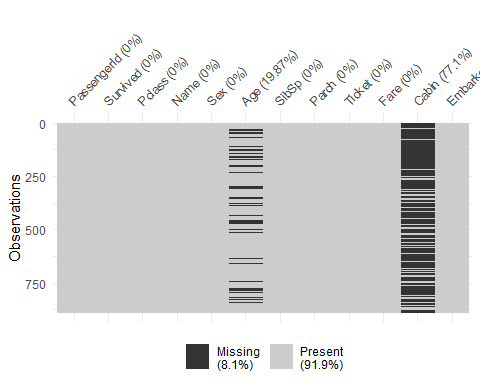 PassengerId (0%)
Survived (0%)
Pclass (0%)
Name (0%)
Sex (0%)
Age (19.87%)
SibSp (0%)
Parch (0%)
Ticket (0%)
Fare (0%)
Cabin (77.1%)
Embarke
0
250
500
750
Observations
Missing
(8.1%)
Present
(91.9%)